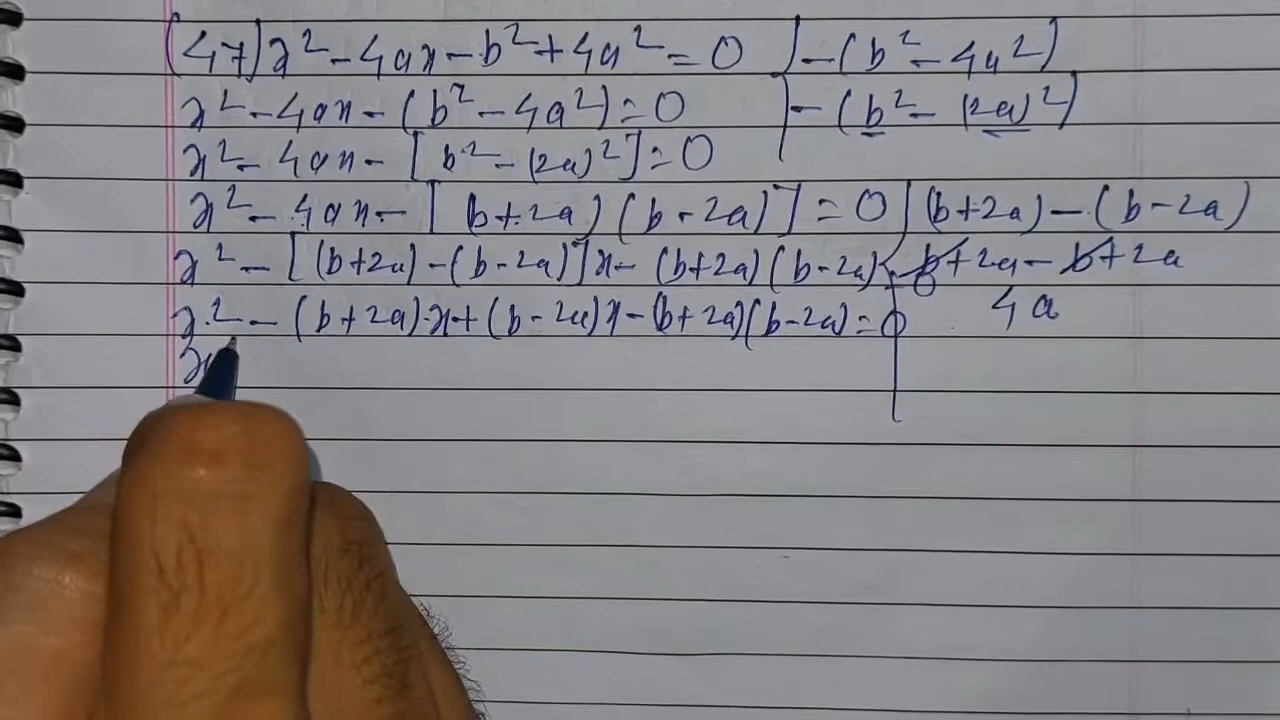 (47) x² - 4ax - b² + 4a² = 0 | - (b² - 4a²)
x² - 4ax - (b² - 4a²) = 0 | - (b² - (2a)²)
x² - 4ax - [b² - (2a)²] = 0
x² - 4ax - [(b+2a)(b-2a)] = 0 | (b+2a) - (b-2a)
x² - [(b+2a) - (b-2a)]x - (b+2a)(b-2a) = 0 | b+2a - b+2a
x² - (b+2a)x + (b-2a)x - (b+2a)(b-2a) = 0 | 4a
x